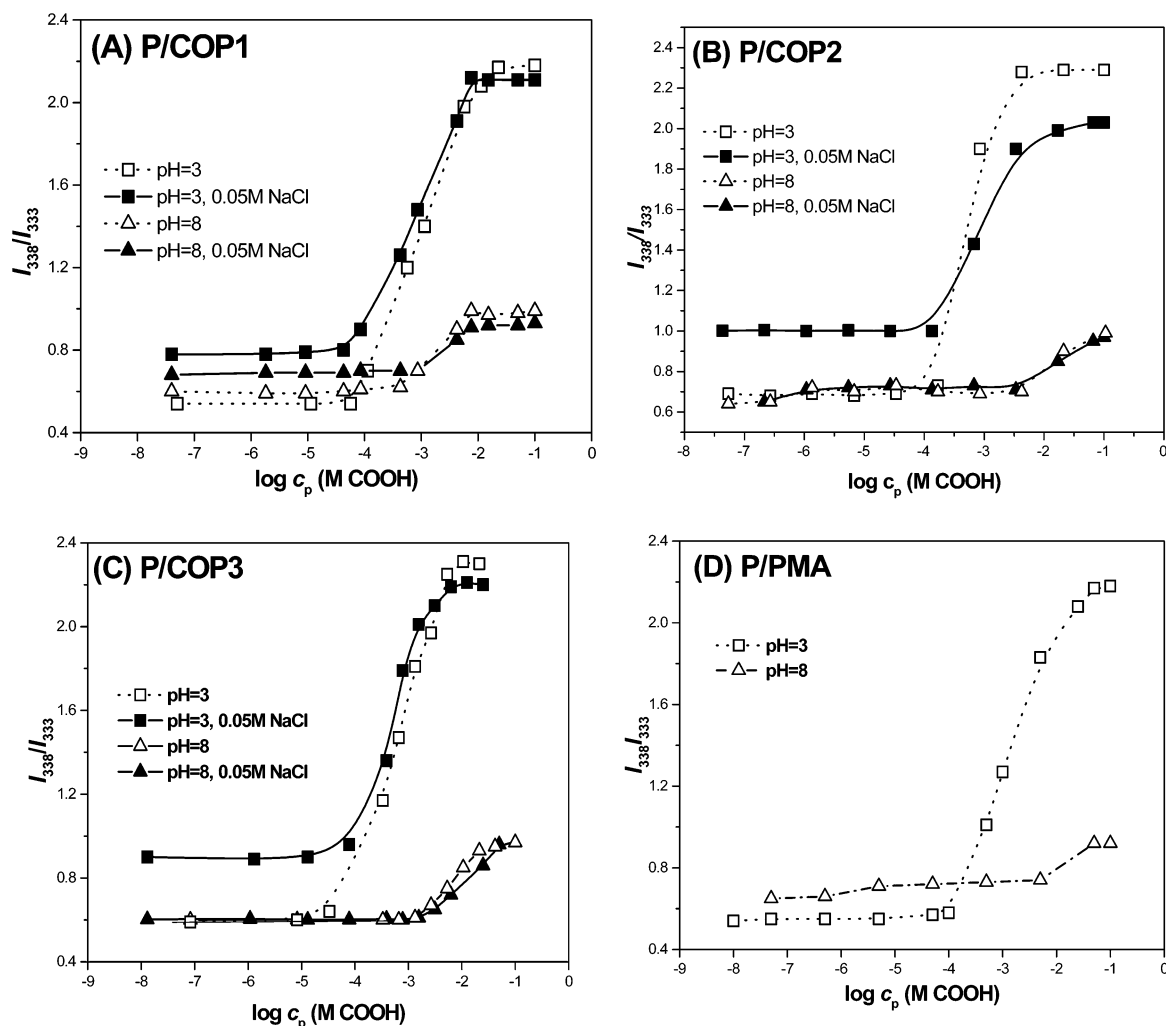 (A) P/COP1
I338/I333
2.4
2.0
1.6
1.2
0.8
0.4
pH=3
pH=3, 0.05M NaCl
pH=8
pH=8, 0.05M NaCl
-8 -7 -6 -5 -4 -3 -2 -1 0
log cp (M COOH)
(B) P/COP2
I338/I333
2.4
2.2
2.0
1.8
1.6
1.4
1.2
1.0
0.8
0.6
pH=3
pH=3, 0.05M NaCl
pH=8
pH=8, 0.05M NaCl
-8 -7 -6 -5 -4 -3 -2 -1 0
log cp (M COOH)
(C) P/COP3
I338/I333
2.4
2.0
1.6
1.2
0.8
0.4
pH=3
pH=3, 0.05M NaCl
pH=8
pH=8, 0.05M NaCl
-9 -8 -7 -6 -5 -4 -3 -2 -1 0
log cp (M COOH)
(D) P/PMA
I338/I333
2.4
2.0
1.6
1.2
0.8
0.4
pH=3
pH=8
-9 -8 -7 -6 -5 -4 -3 -2 -1 0
log cp (M COOH)